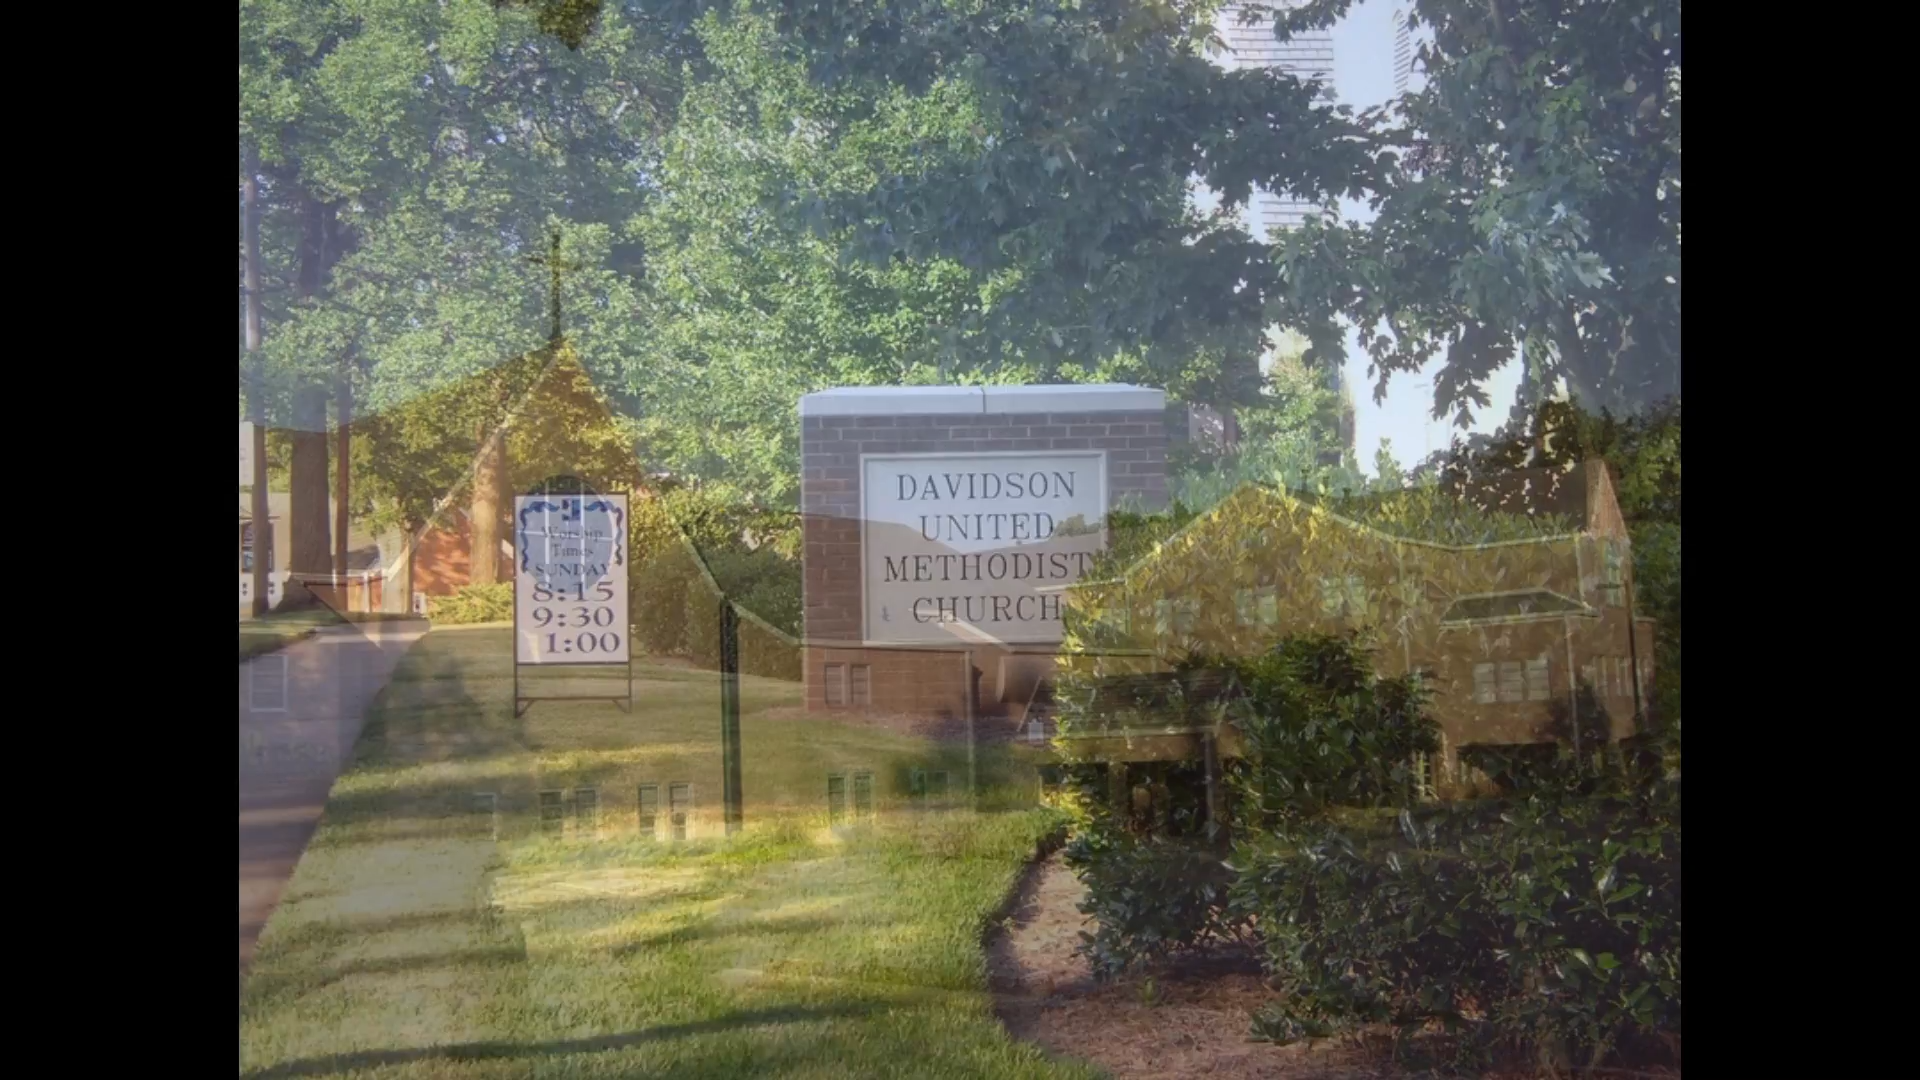 Worship
Times
SUNDAY
8:15
9:30
1:00
DAVIDSON
UNITED
METHODIST
CHURCH